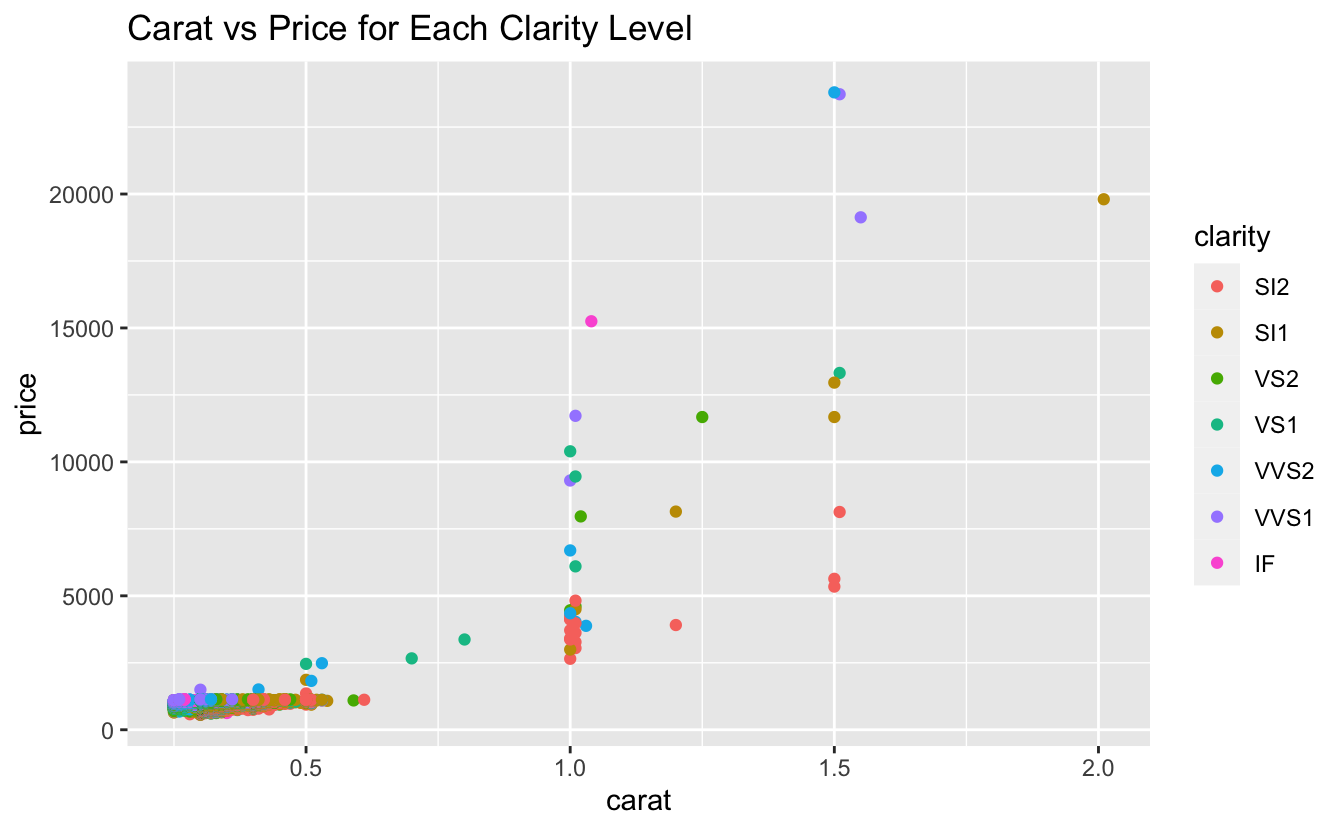 Carat vs Price for Each Clarity Level
20000
15000
10000
5000
0
price
0.5 1.0 1.5 2.0
carat
clarity
SI2
SI1
VS2
VS1
VVS2
VVS1
IF